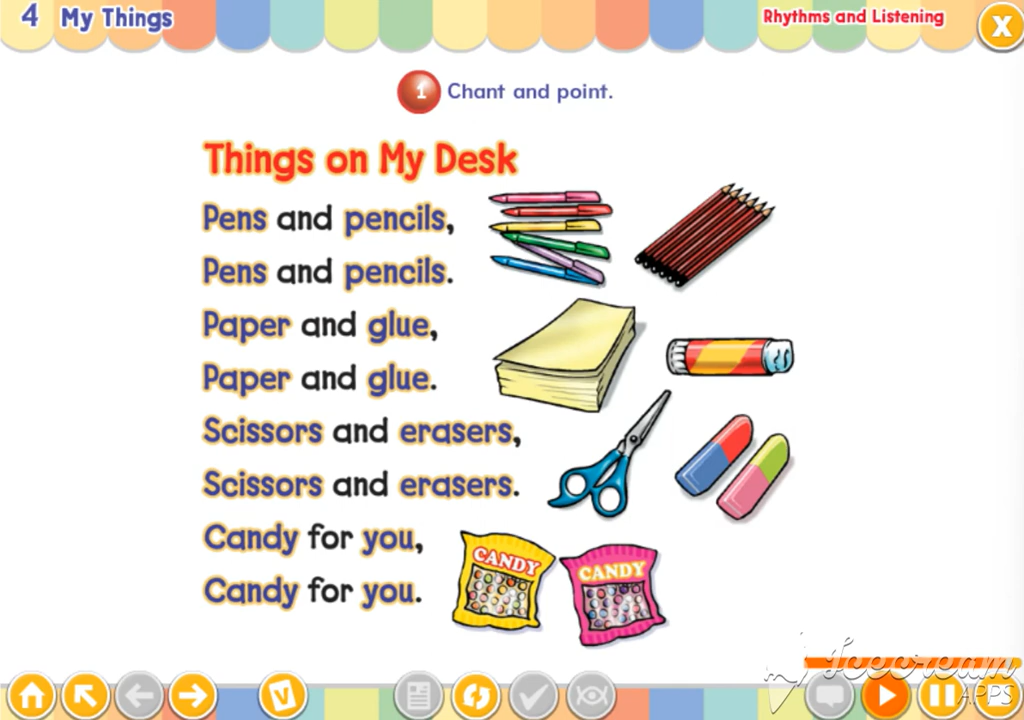 4 My Things
Rhythms and Listening
X
1 Chant and point.
Things on My Desk
Pens and pencils,
Pens and pencils.
Paper and glue,
Paper and glue.
Scissors and erasers,
Scissors and erasers.
Candy for you,
Candy for you.
CANDY
CANDY
V
Icecream
APPS